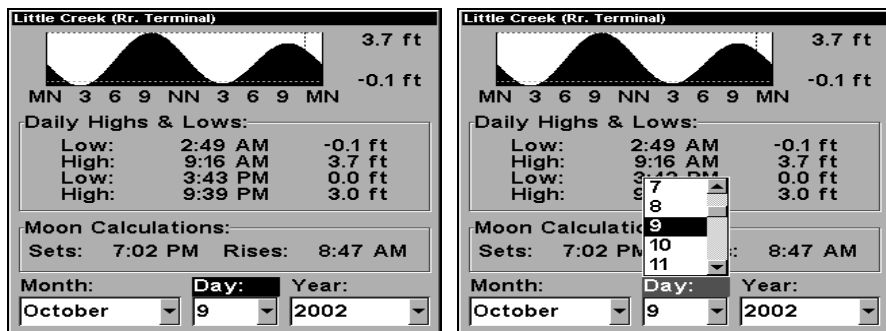 Little Creek (Rr. Terminal)
3.7 ft
-0.1 ft
MN 3 6 9 NN 3 6 9 MN
Daily Highs & Lows:
Low: 2:49 AM -0.1 ft
High: 9:16 AM 3.7 ft
Low: 3:43 PM 0.0 ft
High: 9:39 PM 3.0 ft
Moon Calculations:
Sets: 7:02 PM Rises: 8:47 AM
Month: Day: Year:
October 9 2002
Little Creek (Rr. Terminal)
3.7 ft
-0.1 ft
MN 3 6 9 NN 3 6 9 MN
Daily Highs & Lows:
Low: 2:49 AM -0.1 ft
High: 9:16 AM 3.7 ft
Low: 0.0 ft
High: 3.0 ft
7
8
9
10
11
Moon
Sets: 7:02 8:47 AM
Month: Day: Year:
October 9 2002